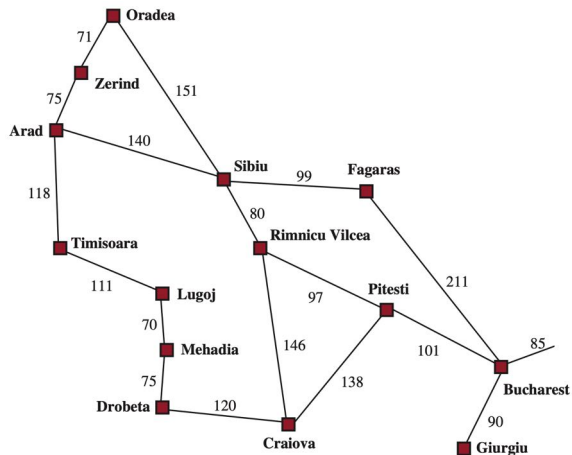 Oradea
71
Zerind
151
75
Arad
140
Sibiu
Fagaras
99
118
80
Timisoara
Rimnicu Vilcea
111
211
Lugoj
97
Pitesti
70
146
101
85
Mehadia
138
75
Bucharest
Drobeta
120
90
Craiova
Giurgiu